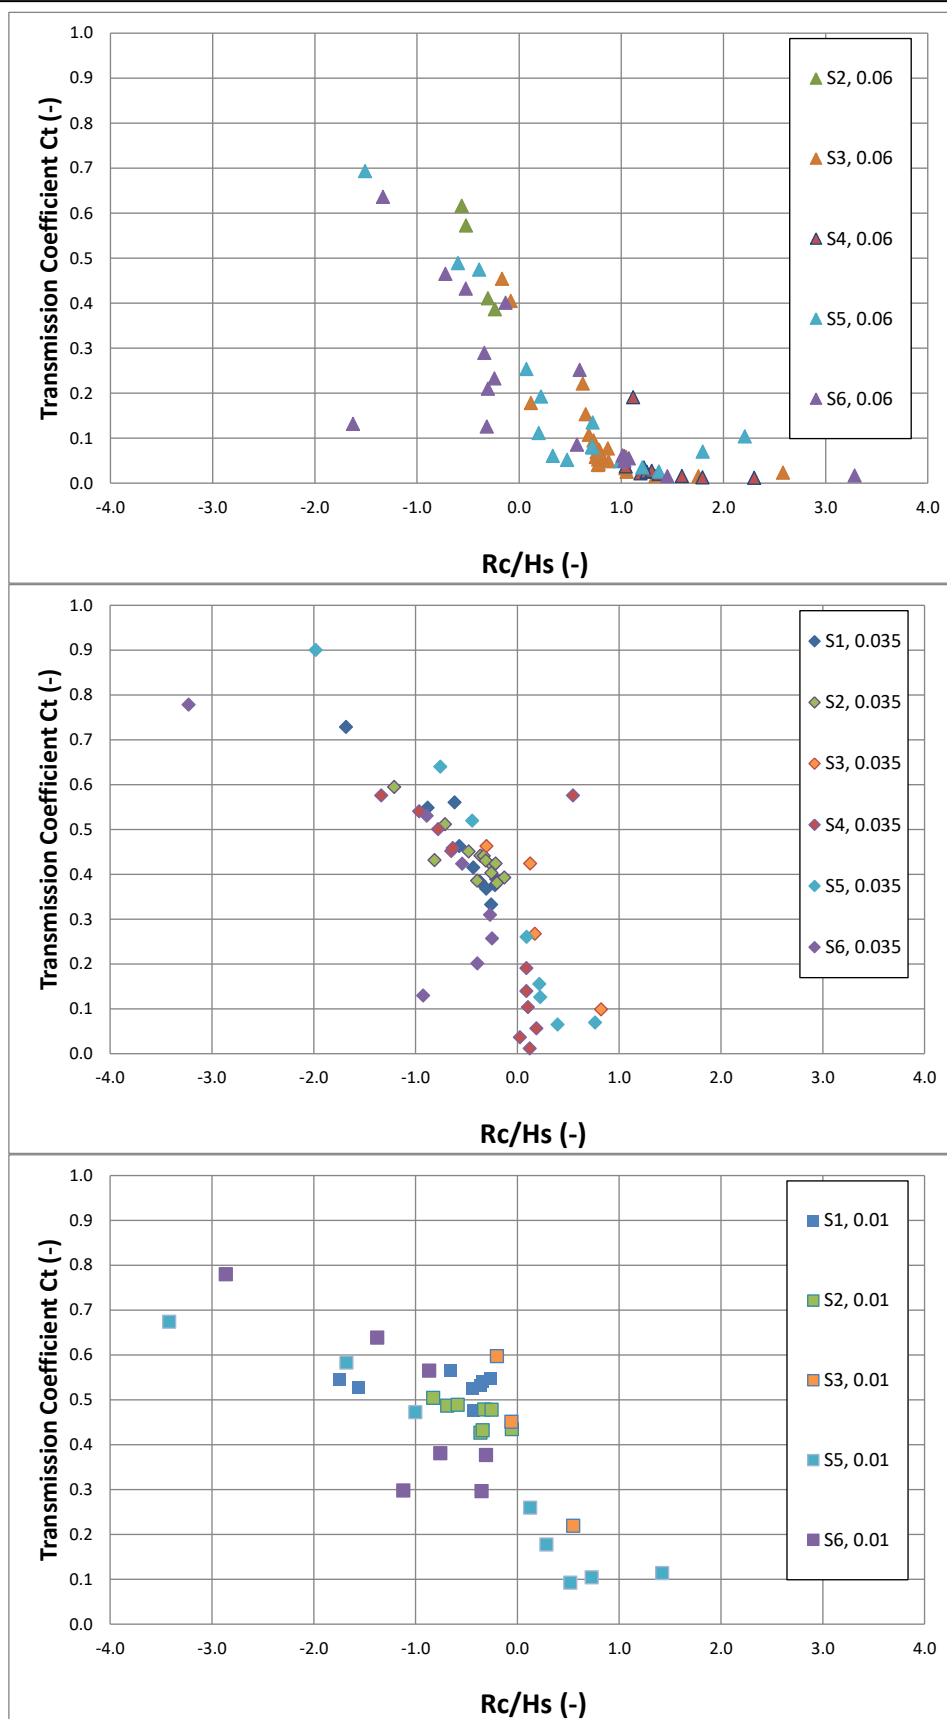 1.0
0.9
0.8
0.7
0.6
0.5
0.4
0.3
0.2
0.1
0.0
Transmission Coefficient Ct (-)
-4.0 -3.0 -2.0 -1.0 0.0 1.0 2.0 3.0 4.0
Rc/Hs (-)
S2, 0.06
S3, 0.06
S4, 0.06
S5, 0.06
S6, 0.06
1.0
0.9
0.8
0.7
0.6
0.5
0.4
0.3
0.2
0.1
0.0
Transmission Coefficient Ct (-)
-4.0 -3.0 -2.0 -1.0 0.0 1.0 2.0 3.0 4.0
Rc/Hs (-)
S1, 0.035
S2, 0.035
S3, 0.035
S4, 0.035
S5, 0.035
S6, 0.035
1.0
0.9
0.8
0.7
0.6
0.5
0.4
0.3
0.2
0.1
0.0
Transmission Coefficient Ct (-)
-4.0 -3.0 -2.0 -1.0 0.0 1.0 2.0 3.0 4.0
Rc/Hs (-)
S1, 0.01
S2, 0.01
S3, 0.01
S5, 0.01
S6, 0.01